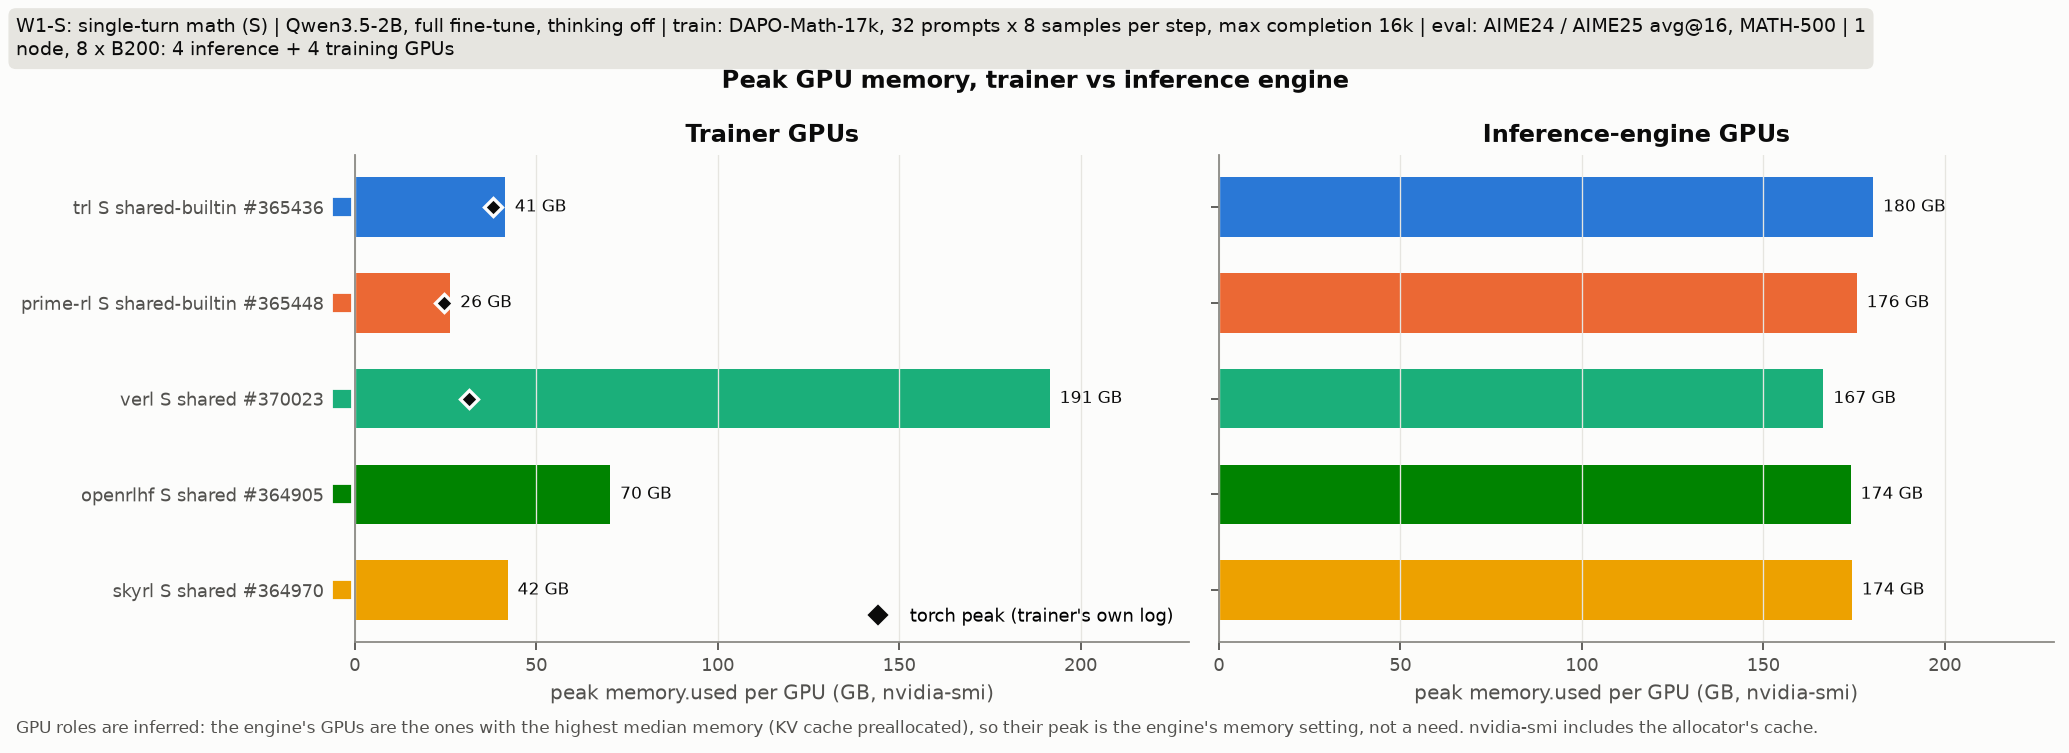 W1-S: single-turn math (S) | Qwen3.5-2B, full fine-tune, thinking off | train: DAPO-Math-17k, 32 prompts x 8 samples per step, max completion 16k | eval: AIME24 / AIME25 avg@16, MATH-500 | 1
node, 8 x B200: 4 inference + 4 training GPUs
Peak GPU memory, trainer vs inference engine
Trainer GPUs
trl S shared-builtin #365436
41 GB
prime-rl S shared-builtin #365448
26 GB
verl S shared #370023
191 GB
openrlhf S shared #364905
70 GB
skyrl S shared #364970
42 GB
torch peak (trainer's own log)
0 50 100 150 200
peak memory.used per GPU (GB, nvidia-smi)
Inference-engine GPUs
180 GB
176 GB
167 GB
174 GB
174 GB
0 50 100 150 200
peak memory.used per GPU (GB, nvidia-smi)
GPU roles are inferred: the engine's GPUs are the ones with the highest median memory (KV cache preallocated), so their peak is the engine's memory setting, not a need. nvidia-smi includes the allocator's cache.